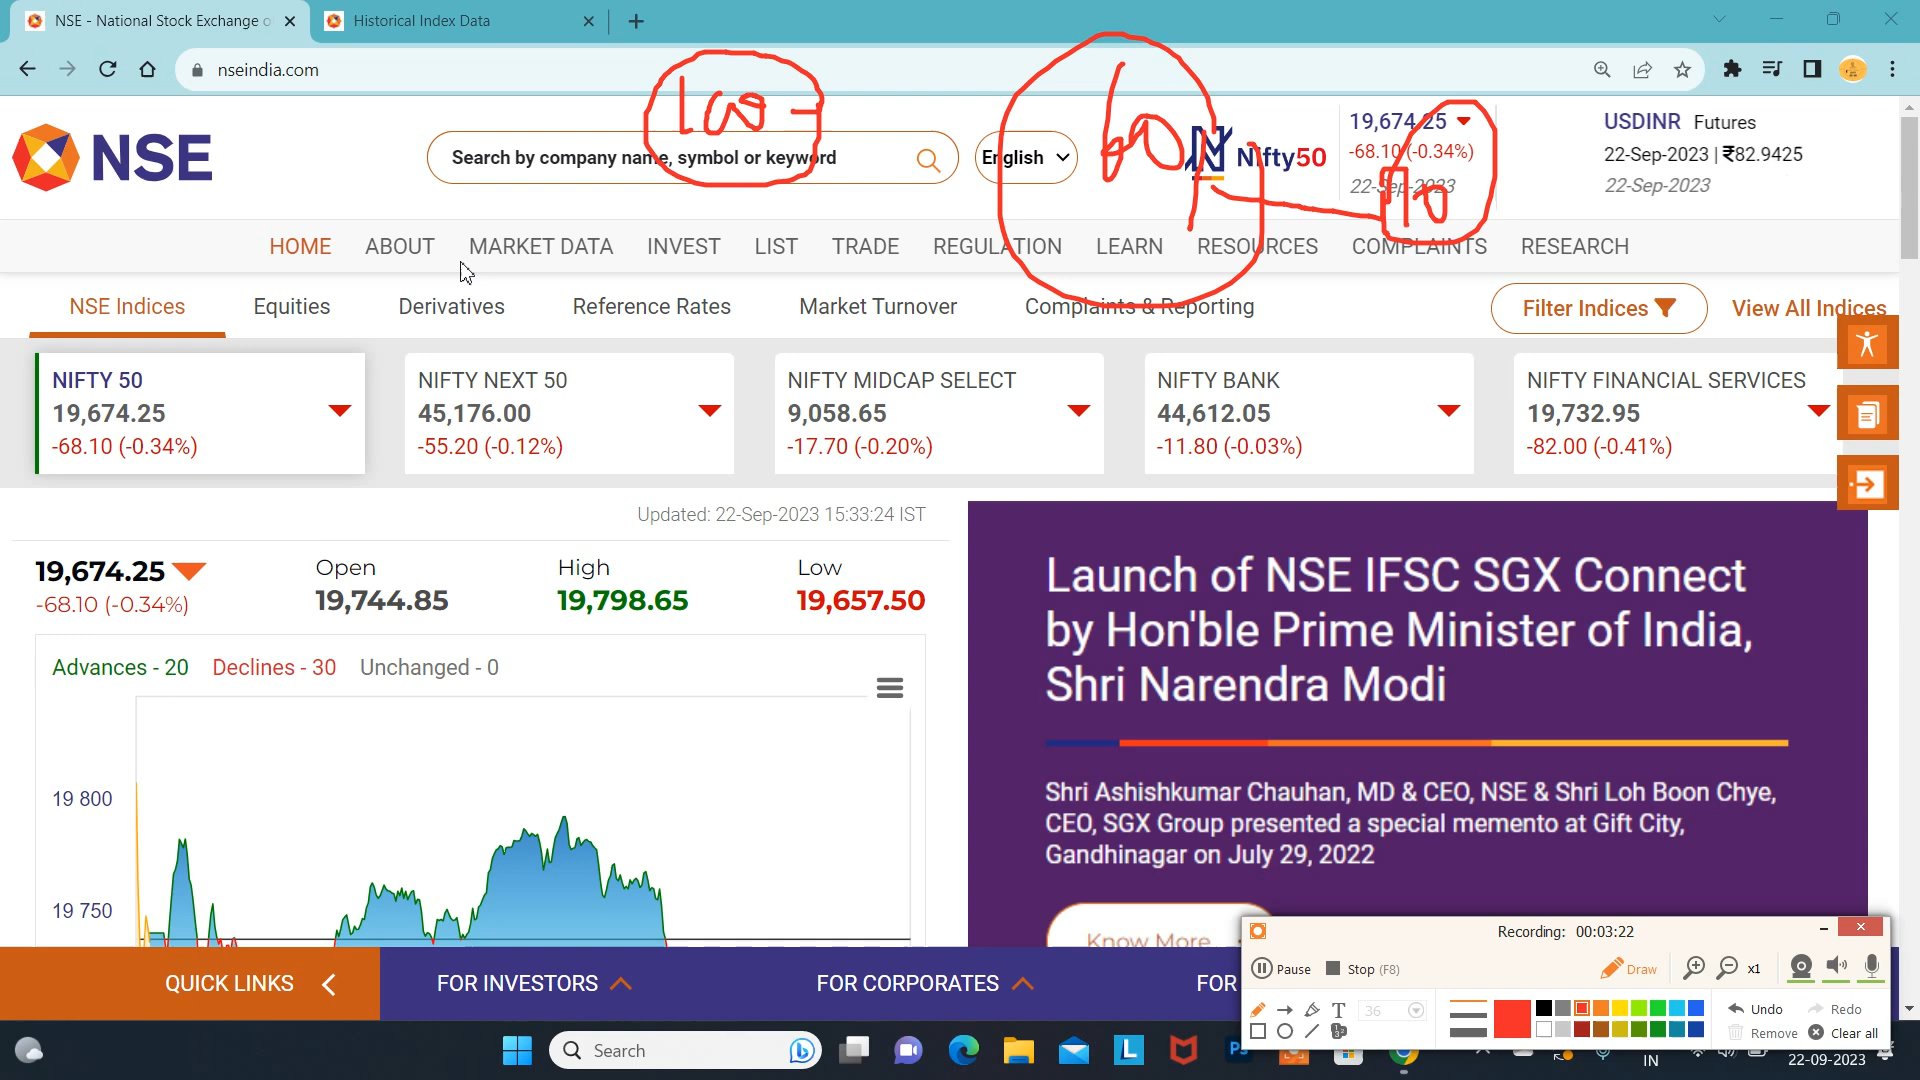 NSE - National Stock Exchange o
Historical Index Data
nseindia.com
100 -
60
40
NSE
Search by company name, symbol or keyword
English
Nifty50
19,674.25
-68.10 (-0.34%)
22-Sep-2023
USDINR Futures
22-Sep-2023 | ₹82.9425
22-Sep-2023
HOME ABOUT MARKET DATA INVEST LIST TRADE REGULATION LEARN RESOURCES COMPLAINTS RESEARCH
NSE Indices Equities Derivatives Reference Rates Market Turnover Complaints & Reporting
Filter Indices View All Indices
NIFTY 50
19,674.25
-68.10 (-0.34%)
NIFTY NEXT 50
45,176.00
-55.20 (-0.12%)
NIFTY MIDCAP SELECT
9,058.65
-17.70 (-0.20%)
NIFTY BANK
44,612.05
-11.80 (-0.03%)
NIFTY FINANCIAL SERVICES
19,732.95
-82.00 (-0.41%)
Updated: 22-Sep-2023 15:33:24 IST
19,674.25
-68.10 (-0.34%)
Open
19,744.85
High
19,798.65
Low
19,657.50
Advances - 20 Declines - 30 Unchanged - 0
19 800
19 750
Launch of NSE IFSC SGX Connect
by Hon'ble Prime Minister of India,
Shri Narendra Modi
Shri Ashishkumar Chauhan, MD & CEO, NSE & Shri Loh Boon Chye,
CEO, SGX Group presented a special memento at Gift City,
Gandhinagar on July 29, 2022
Know More
QUICK LINKS
FOR INVESTORS
FOR CORPORATES
FOR
Recording: 00:03:22
Pause Stop (F8) Draw x1
T 36 Undo Redo
Remove Clear all
Search
L
Ps
IN
22-09-2023